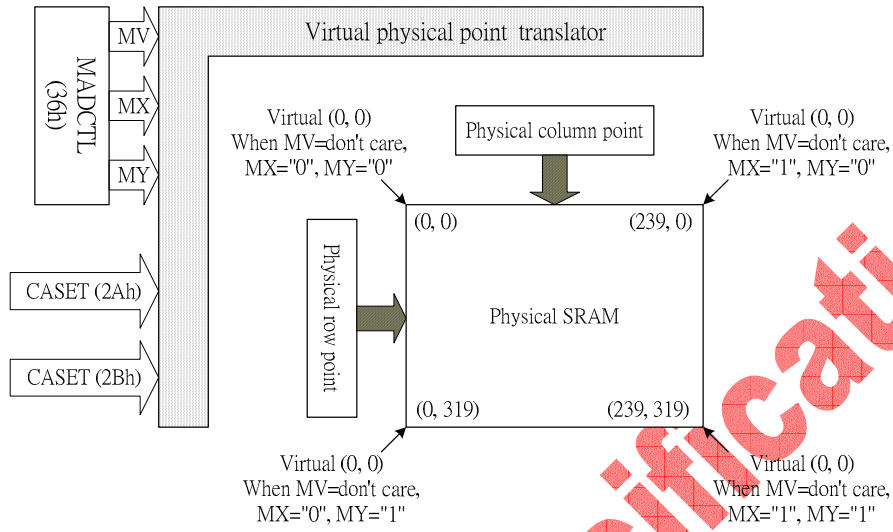 MV
Virtual physical point translator
MADCTL
(36h)
MX
MY
Virtual (0, 0)
When MV=don't care,
MX="0", MY="0"
Physical column point
Virtual (0, 0)
When MV=don't care,
MX="1", MY="0"
(0, 0)
(239, 0)
Physical row point
CASET (2Ah)
Physical SRAM
CASET (2Bh)
(0, 319)
(239, 319)
Virtual (0, 0)
When MV=don't care,
MX="0", MY="1"
Virtual (0, 0)
When MV=don't care,
MX="1", MY="1"